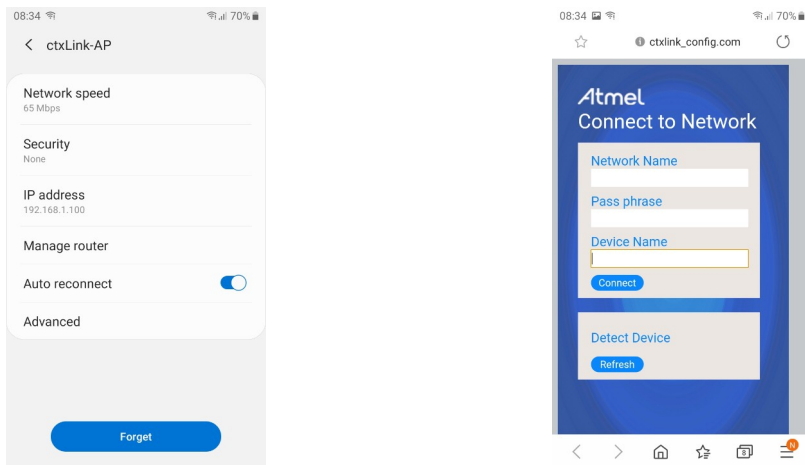 08:34 70%
ctxLink-AP
Network speed
65 Mbps
Security
None
IP address
192.168.1.100
Manage router
Auto reconnect
Advanced
Forget
08:34 70%
ctxlink_config.com
Atmel
Connect to Network
Network Name
Pass phrase
Device Name
Connect
Detect Device
Refresh
8
N